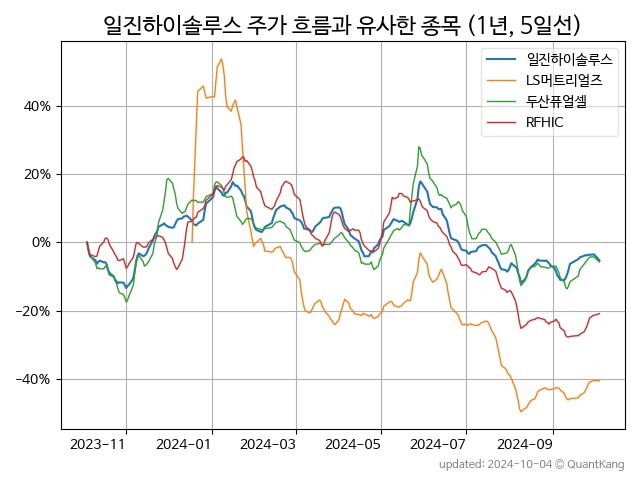 일진하이솔루스 주가 흐름과 유사한 종목 (1년, 5일선)
일진하이솔루스
LS머트리얼즈
두산퓨얼셀
RFHIC
40%
20%
0%
−20%
−40%
2023-11 2024-01 2024-03 2024-05 2024-07 2024-09
updated: 2024-10-04 © QuantKang